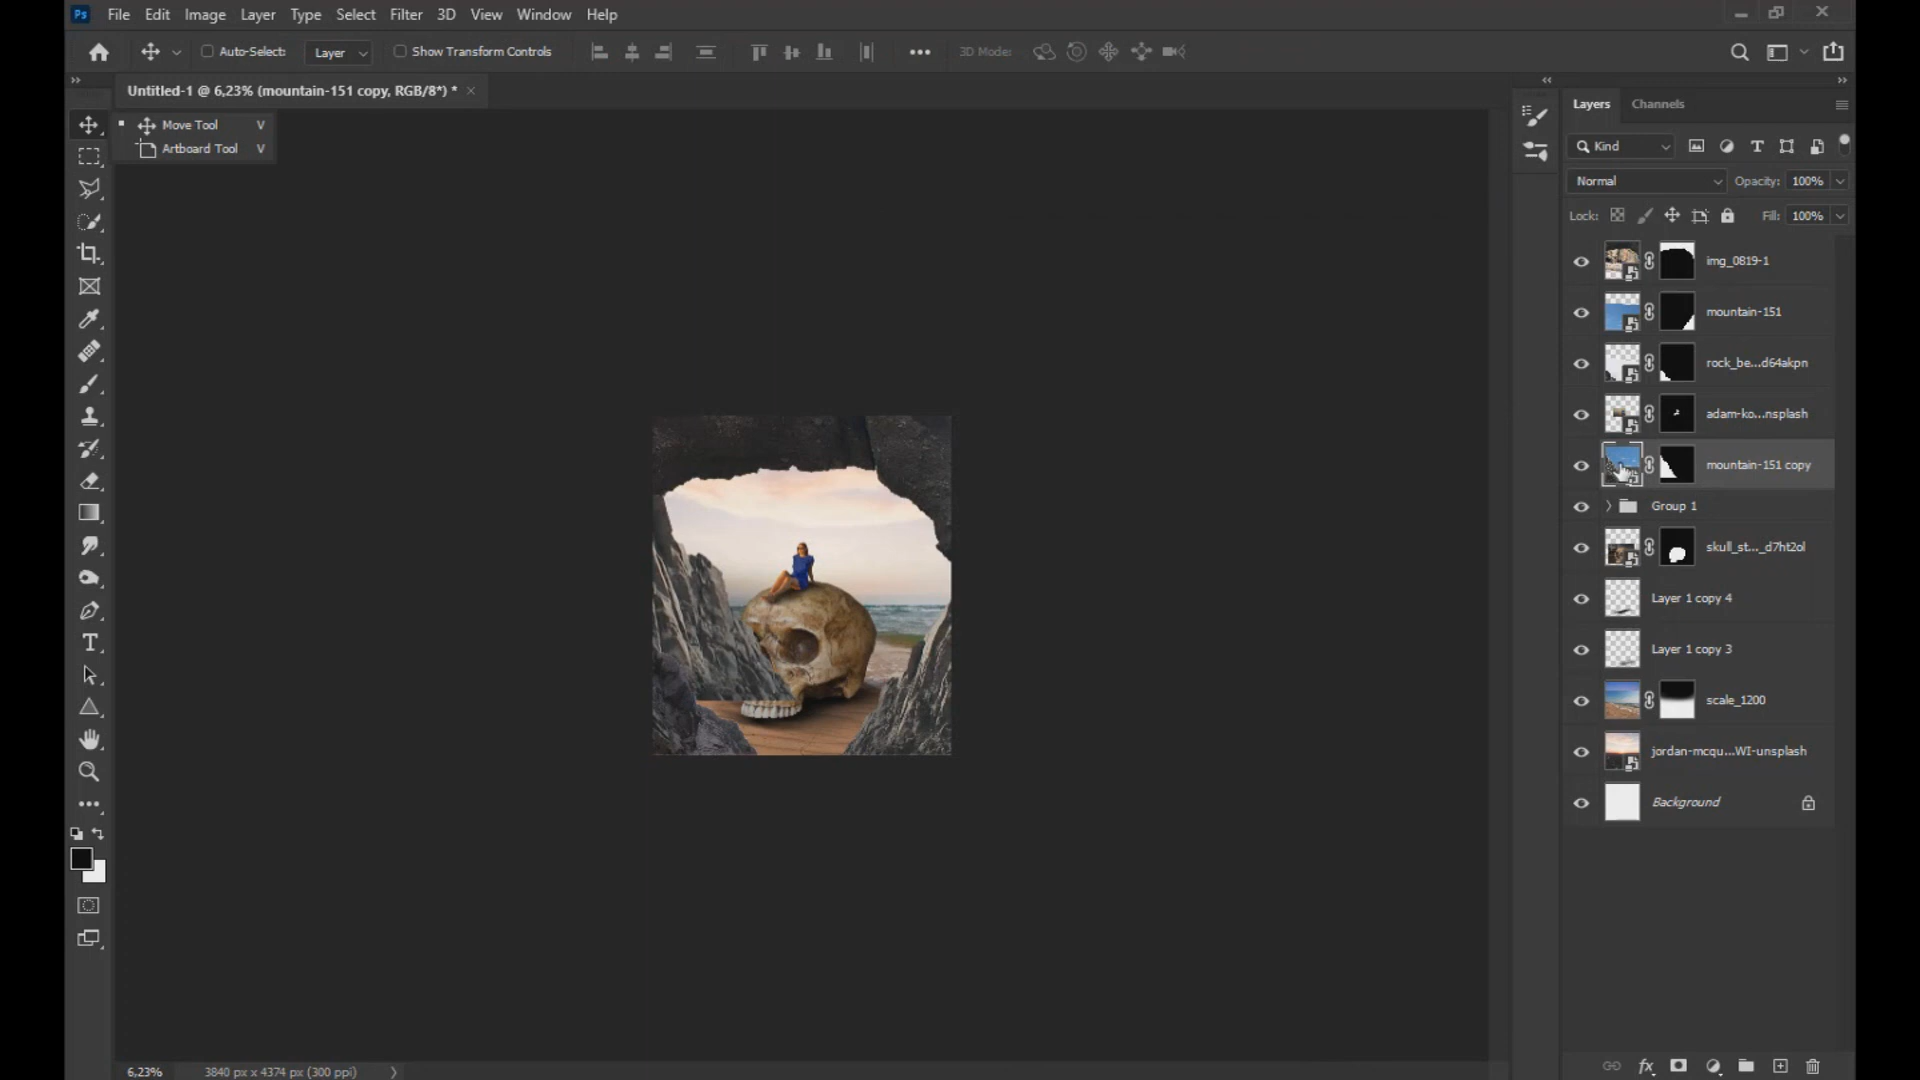 Ps File Edit Image Layer Type Select Filter 3D View Window Help
Auto-Select: Layer Show Transform Controls 3D Mode:
Untitled-1 @ 6,23% (mountain-151 copy, RGB/8*) *
Move Tool V
Artboard Tool V
Layers Channels
Kind
Normal Opacity: 100%
Lock: Fill: 100%
img_0819-1
mountain-151
rock_be...d64akpn
adam-ko...nsplash
mountain-151 copy
Group 1
skull_st..._d7ht2ol
Layer 1 copy 4
Layer 1 copy 3
scale_1200
jordan-mcqu...WI-unsplash
Background
6,23% 3840 px x 4374 px (300 ppi)
fx